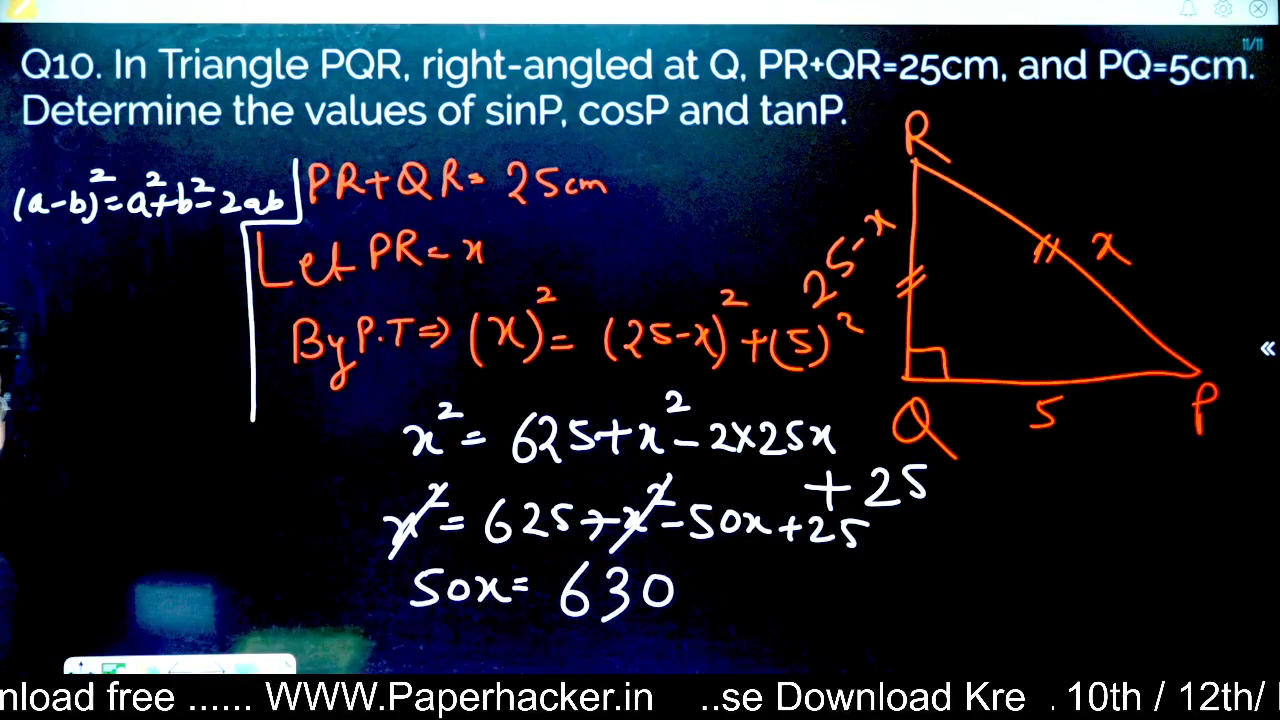 11/11
Q10. In Triangle PQR, right-angled at Q, PR+QR=25cm, and PQ=5cm.
Determine the values of sinP, cosP and tanP.
(a-b)²=a²+b²-2ab
PR+QR= 25cm
Let PR=x
By P.T⇒ (x)²= (25-x)²+(5)²
x²= 625+x²-2×25x
+25
x²= 625+x²-50x+25
50x= 630
R
25-x
x
Q
5
P
«
nload free ...... WWW.Paperhacker.in ..se Download Kre . 10th / 12th/